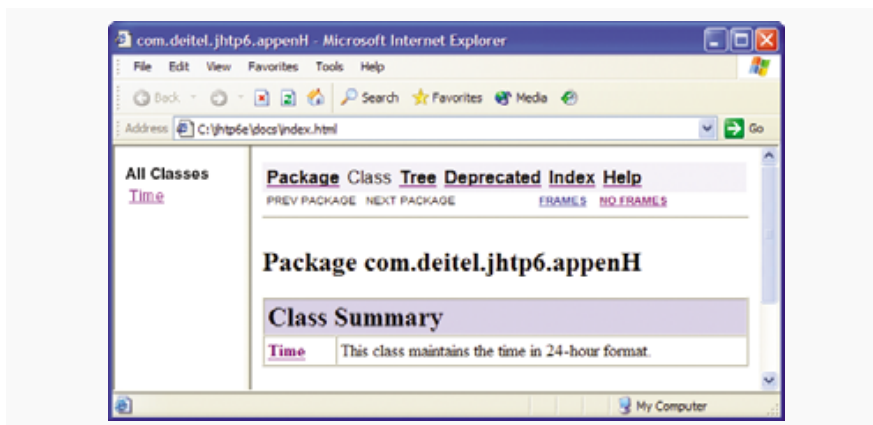 com.deitel.jhtp6.appenH - Microsoft Internet Explorer
File Edit View Favorites Tools Help
Back Search Favorites Media
Address C:\jhtp6e\docs\index.html Go
All Classes
Time
Package Class Tree Deprecated Index Help
PREV PACKAGE NEXT PACKAGE FRAMES NO FRAMES
Package com.deitel.jhtp6.appenH
Class Summary
Time This class maintains the time in 24-hour format.
My Computer